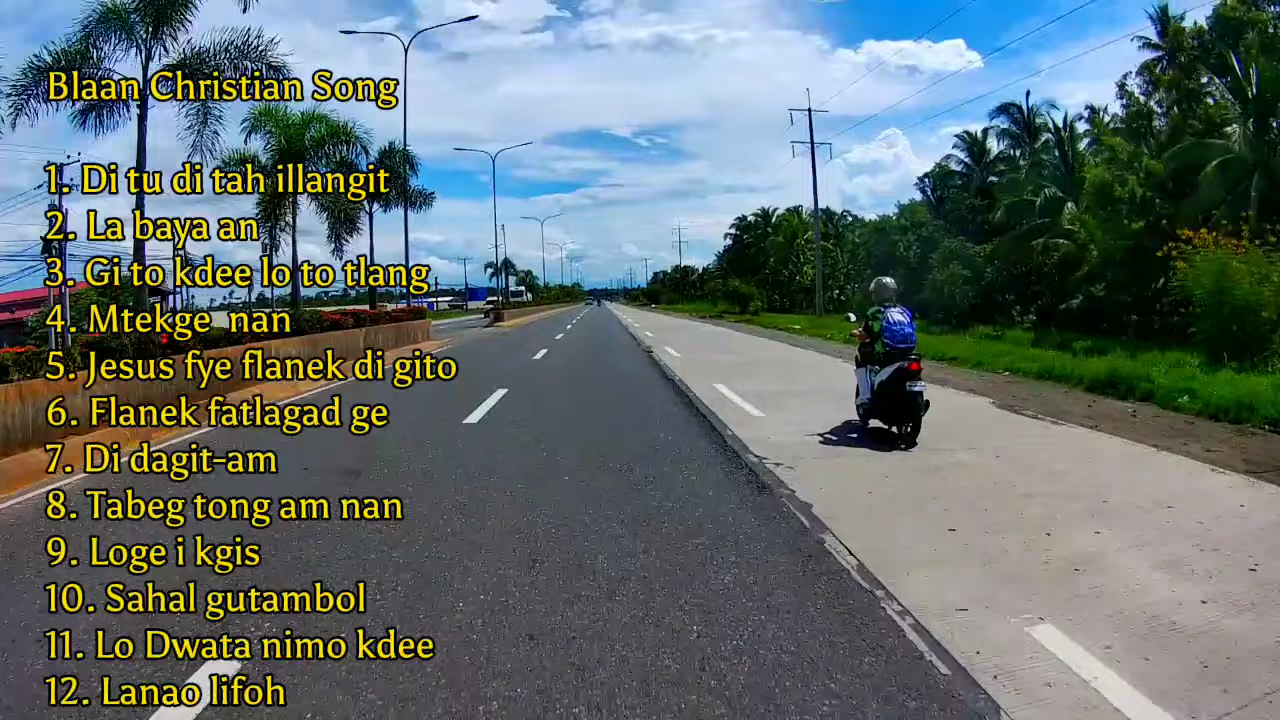 Blaan Christian Song
1. Di tu di tah illangit
2. La baya an
3. Gi to kdee lo to tlang
4. Mtekge nan
5. Jesus fye flanek di gito
6. Flanek fatlagad ge
7. Di dagit-am
8. Tabeg tong am nan
9. Loge i kgis
10. Sahal gutambol
11. Lo Dwata nimo kdee
12. Lanao lifoh